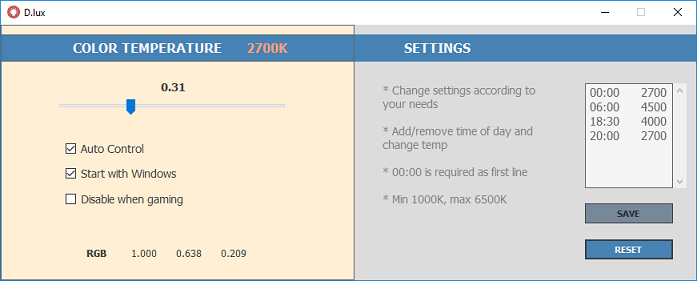 D.lux
COLOR TEMPERATURE 2700K
0.31
Auto Control
Start with Windows
Disable when gaming
RGB 1.000 0.638 0.209
SETTINGS
* Change settings according to
your needs
* Add/remove time of day and
change temp
* 00:00 is required as first line
* Min 1000K, max 6500K
00:00 2700
06:00 4500
18:30 4000
20:00 2700
SAVE
RESET